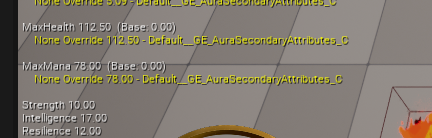 None Override 5.09 - Default__GE_AuraSecondaryAttributes_C
MaxHealth 112.50 (Base: 0.00)
None Override 112.50 - Default__GE_AuraSecondaryAttributes_C
MaxMana 78.00 (Base: 0.00)
None Override 78.00 - Default__GE_AuraSecondaryAttributes_C
Strength 10.00
Intelligence 17.00
Resilience 12.00